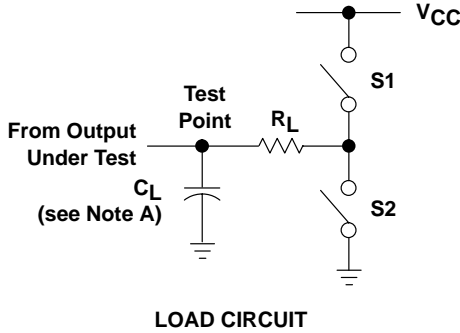 VCC
S1
Test
Point
RL
From Output
Under Test
CL
(see Note A)
S2
LOAD CIRCUIT